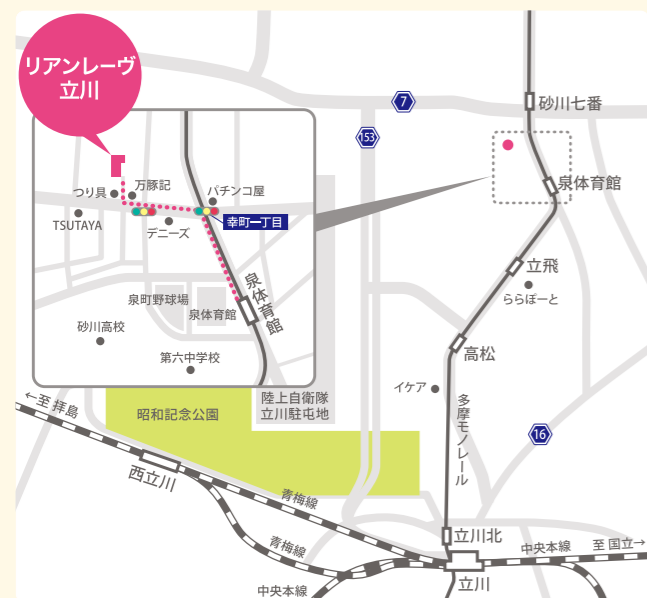 リアンレーヴ
立川
7
153
砂川七番
泉体育館
つり具
万豚記
パチンコ屋
TSUTAYA
デニーズ
幸町一丁目
立飛
ららぽーと
泉町野球場
泉体育館
泉体育館
砂川高校
第六中学校
高松
イケア
多摩モノレール
16
←至 拝島
昭和記念公園
陸上自衛隊
立川駐屯地
西立川
青梅線
青梅線
立川北
中央本線
至 国立→
立川
中央本線